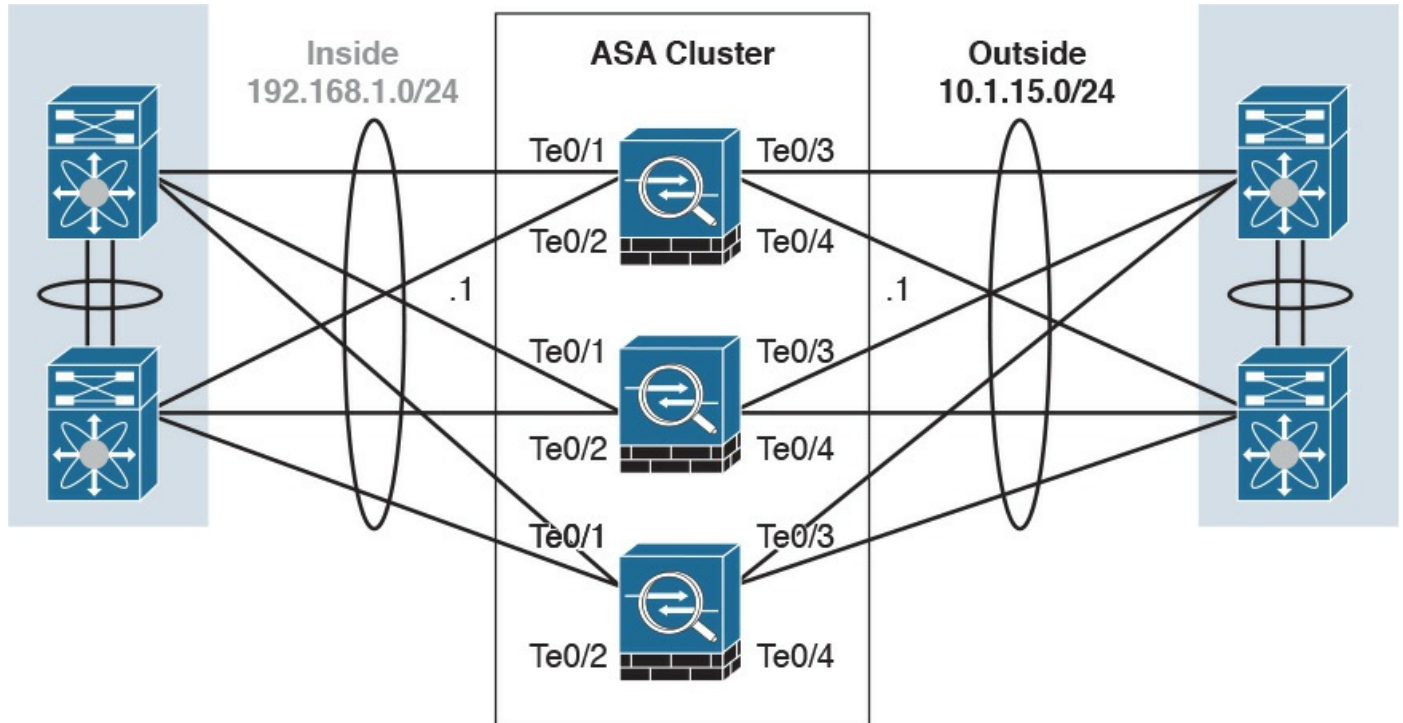 Inside
192.168.1.0/24
ASA Cluster
Outside
10.1.15.0/24
Te0/1
Te0/3
Te0/2
Te0/4
.1
.1
Te0/1
Te0/3
Te0/2
Te0/4
Te0/1
Te0/3
Te0/2
Te0/4